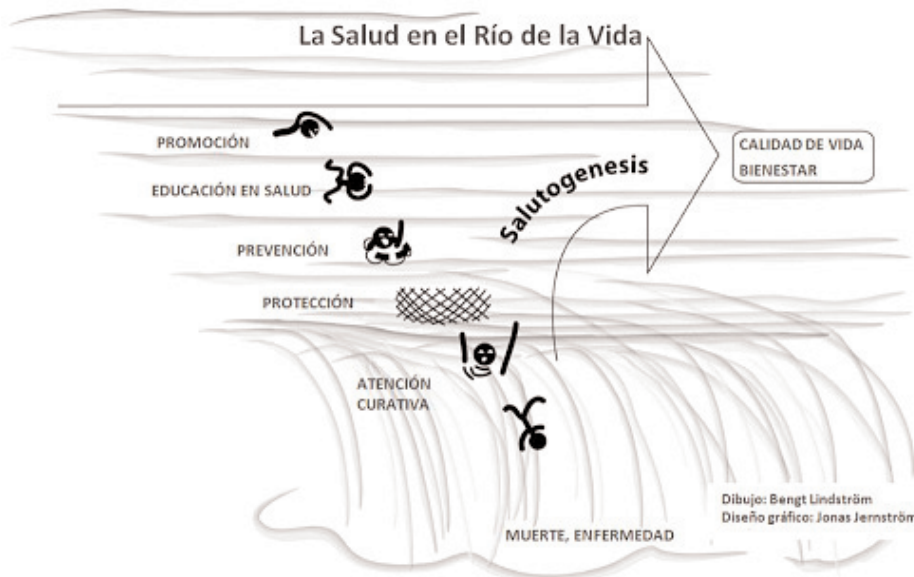 La Salud en el Río de la Vida
PROMOCIÓN
CALIDAD DE VIDA
BIENESTAR
EDUCACIÓN EN SALUD
Salutogenesis
PREVENCIÓN
PROTECCIÓN
ATENCIÓN
CURATIVA
Dibujo: Bengt Lindström
Diseño gráfico: Jonas Jernström
MUERTE, ENFERMEDAD